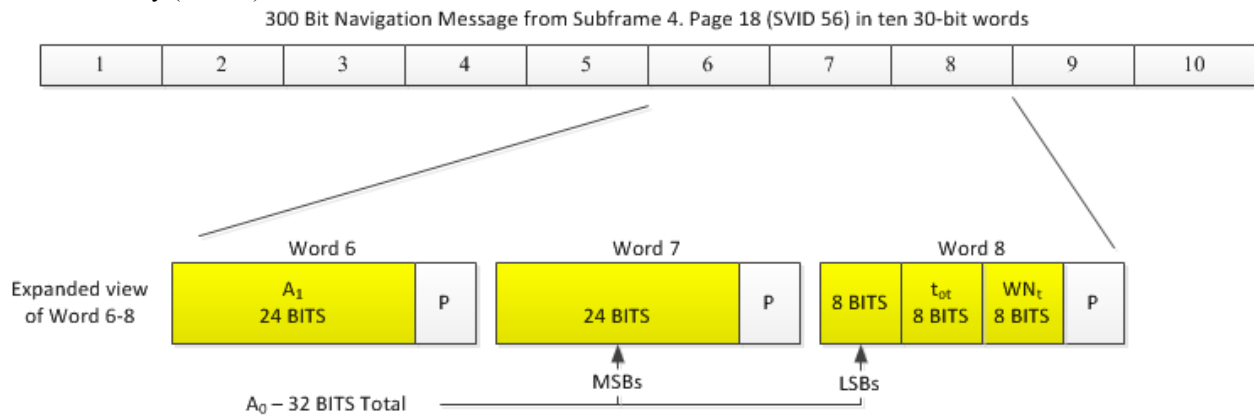 300 Bit Navigation Message from Subframe 4. Page 18 (SVID 56) in ten 30-bit words
1 2 3 4 5 6 7 8 9 10
Word 6 Word 7 Word 8
Expanded view
of Word 6-8
A₁
24 BITS
P
24 BITS
P
8 BITS
tₒₜ
8 BITS
WNₜ
8 BITS
P
MSBs LSBs
A₀ – 32 BITS Total